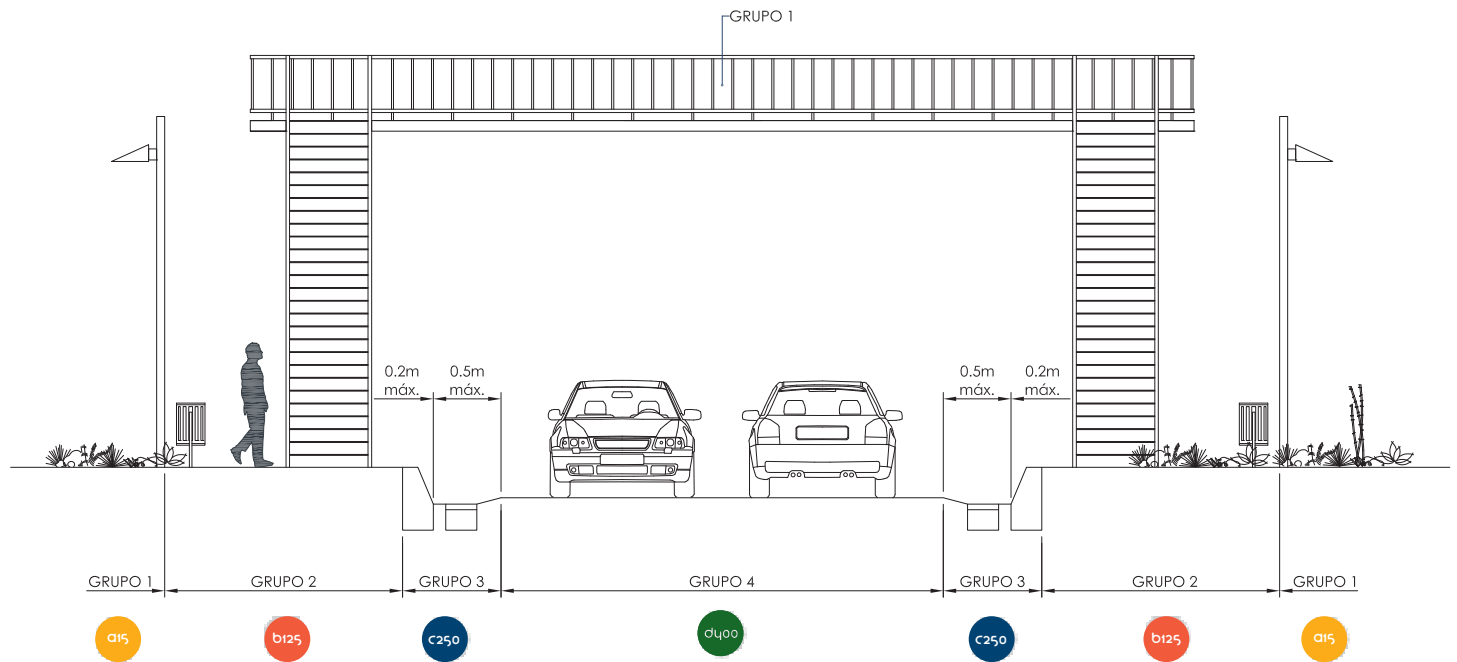 GRUPO 1
0.2m 0.5m 0.5m 0.2m
máx. máx. máx. máx.
GRUPO 1 GRUPO 2 GRUPO 3 GRUPO 4 GRUPO 3 GRUPO 2 GRUPO 1
a15 b125 c250 d400 c250 b125 a15